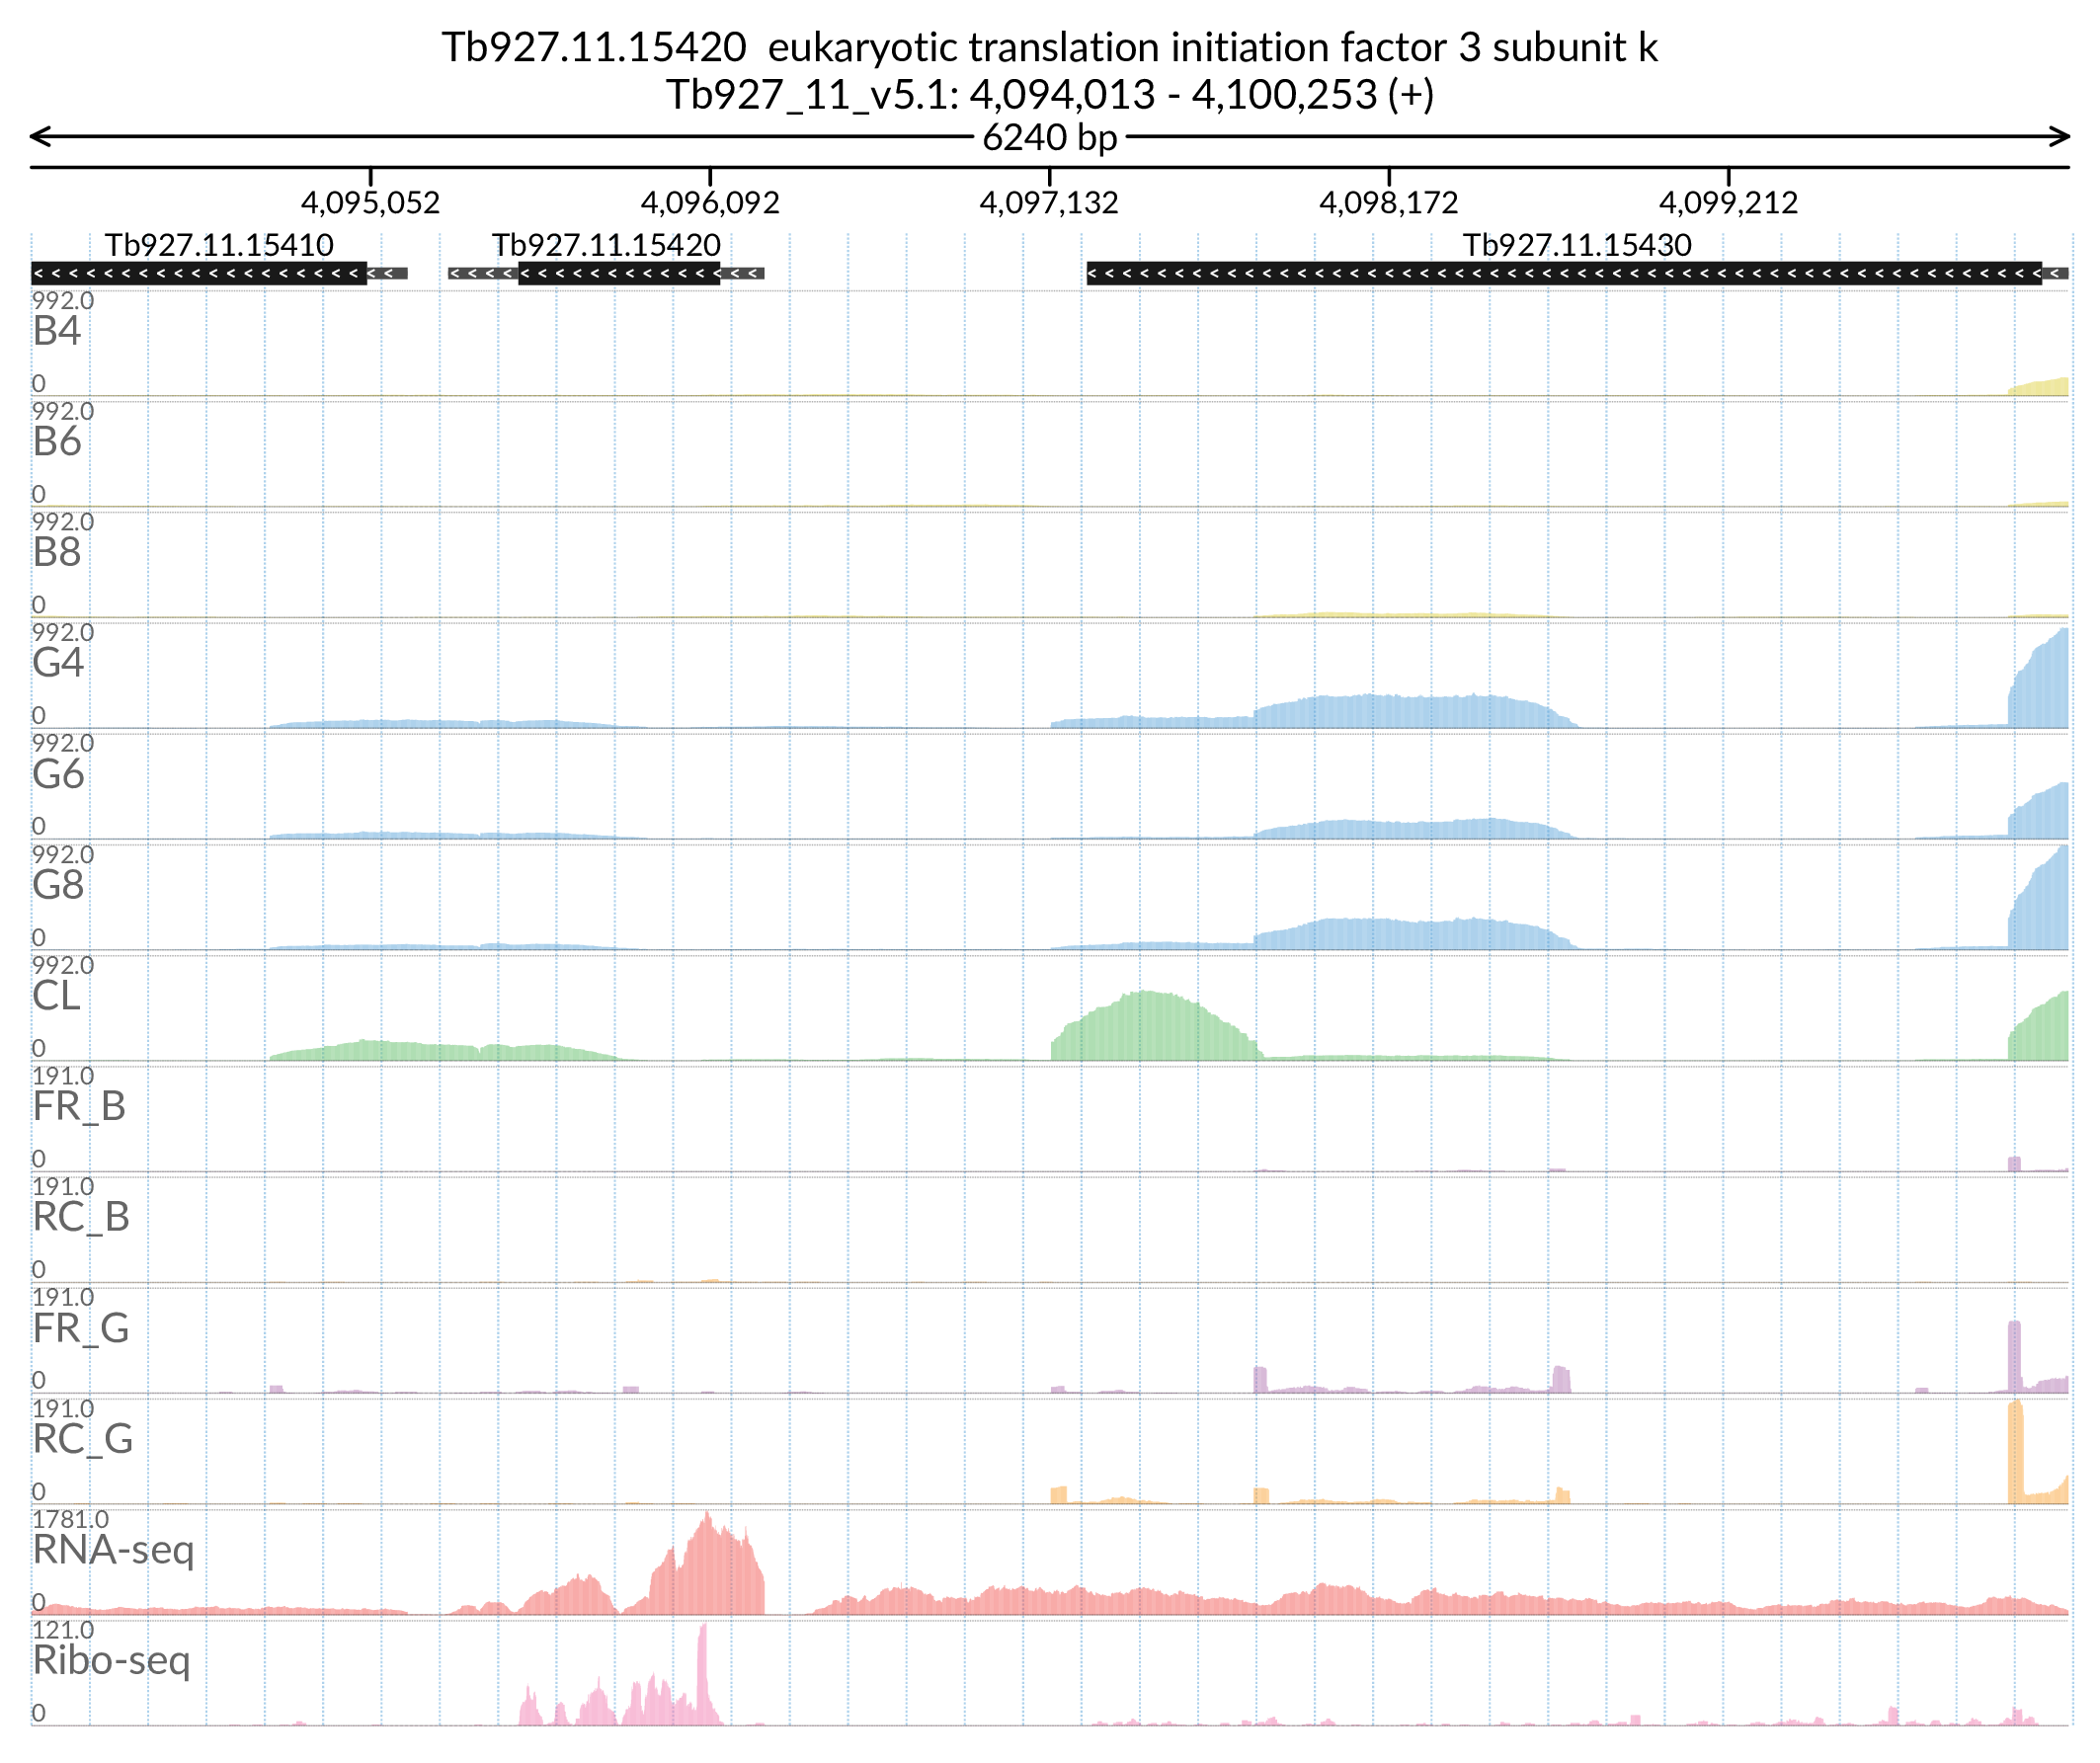 Tb927.11.15420 eukaryotic translation initiation factor 3 subunit k
Tb927_11_v5.1: 4,094,013 - 4,100,253 (+)
6240 bp
4,095,052 4,096,092 4,097,132 4,098,172 4,099,212
Tb927.11.15410 Tb927.11.15420 Tb927.11.15430
992.0
B4
0
992.0
B6
0
992.0
B8
0
992.0
G4
0
992.0
G6
0
992.0
G8
0
992.0
CL
0
191.0
FR_B
0
191.0
RC_B
0
191.0
FR_G
0
191.0
RC_G
0
1781.0
RNA-seq
0
121.0
Ribo-seq
0